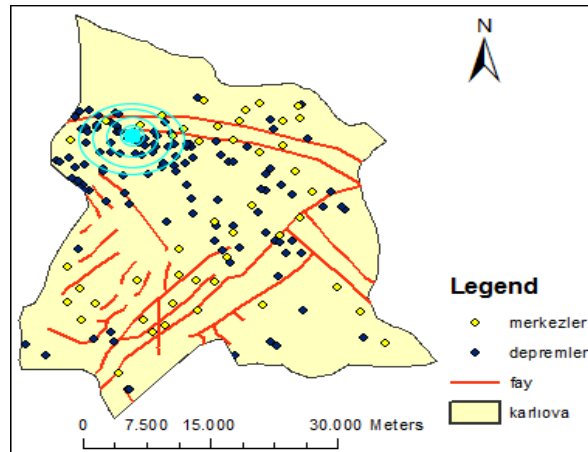 N
Legend
merkezler
depremler
fay
karlıova
0 7.500 15.000 30.000 Meters